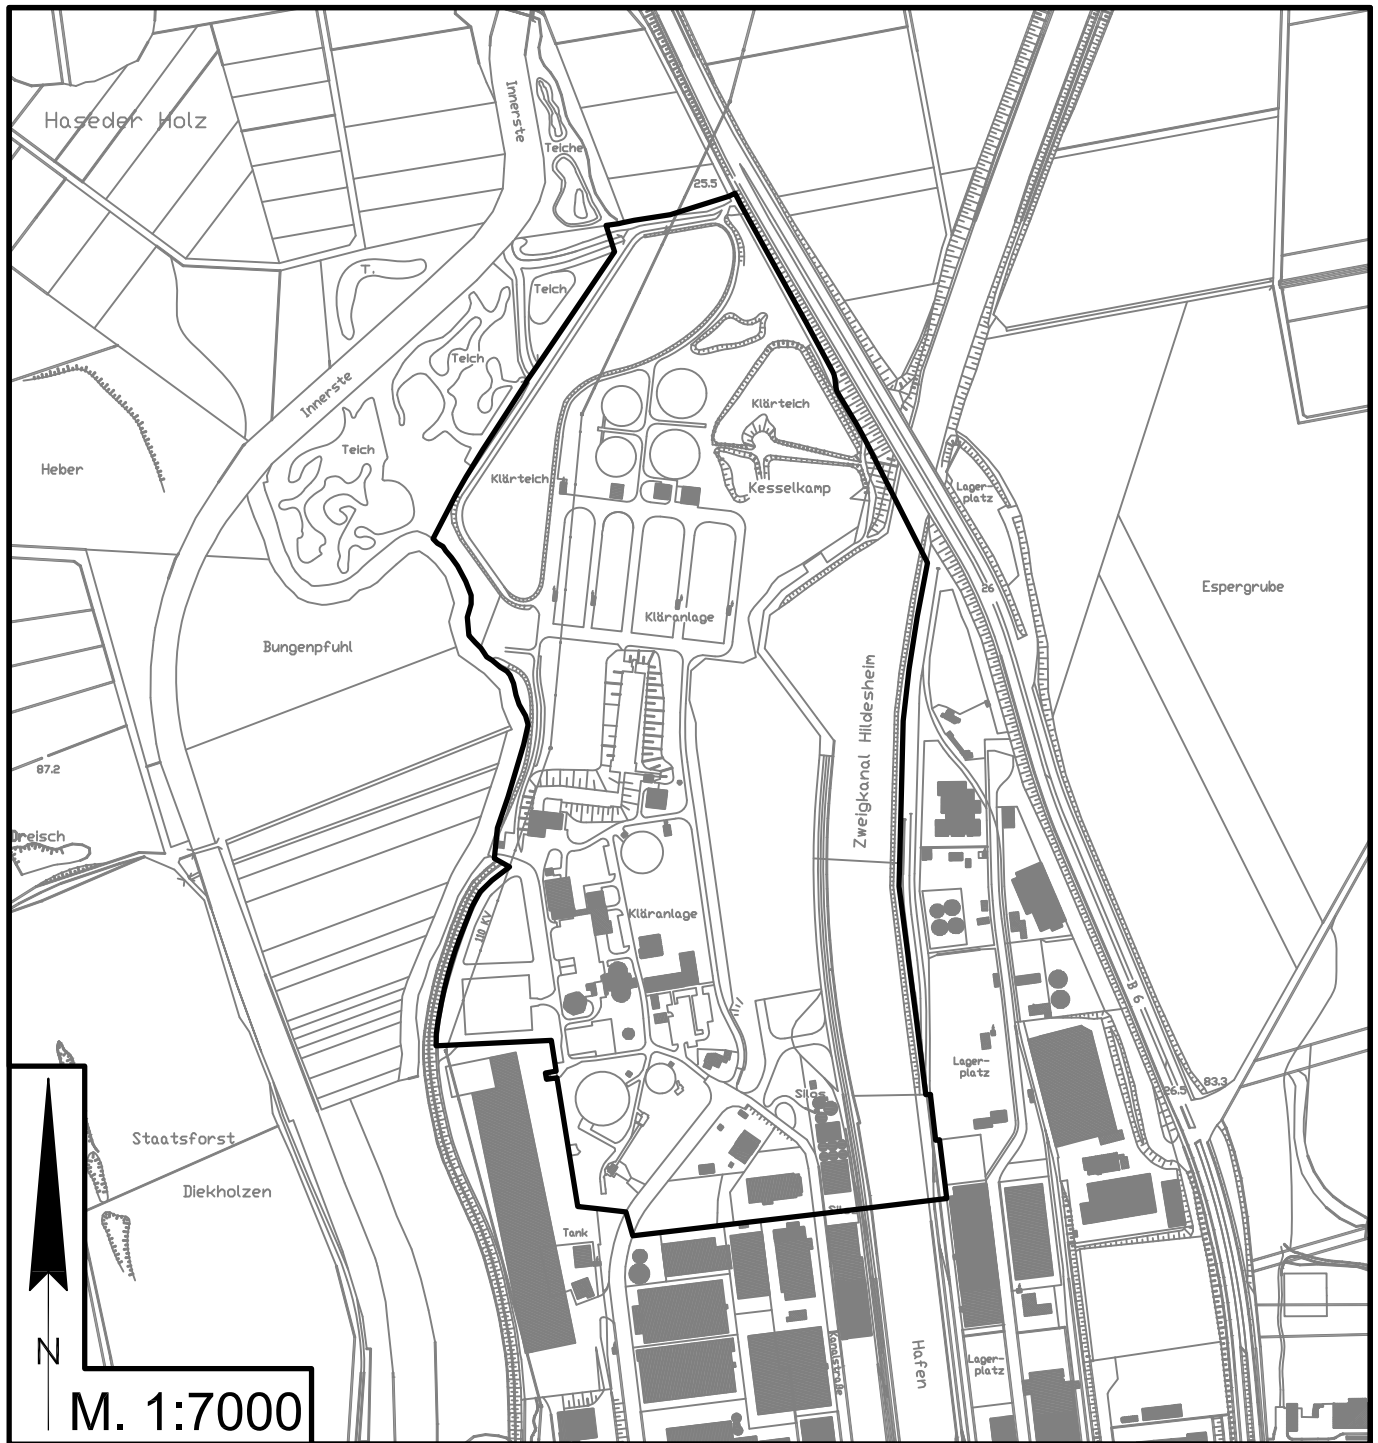 Innerste
Haseder Holz
Teiche
25.5
T.
Teich
Teich
Innerste
Klärteich
Teich
Heber
Klärteich
Kesselkamp
Lager-
platz
26
Espergrube
Kläranlage
Bungenpfuhl
Zweigkanal Hildesheim
87.2
Dreisch
Kläranlage
110 KV
B 6
Lager-
platz
83.3
26.5
Silos
Staatsforst
Diekholzen
Tank
Kanalstraße
Hafen
Lager-
platz
N
M. 1:7000